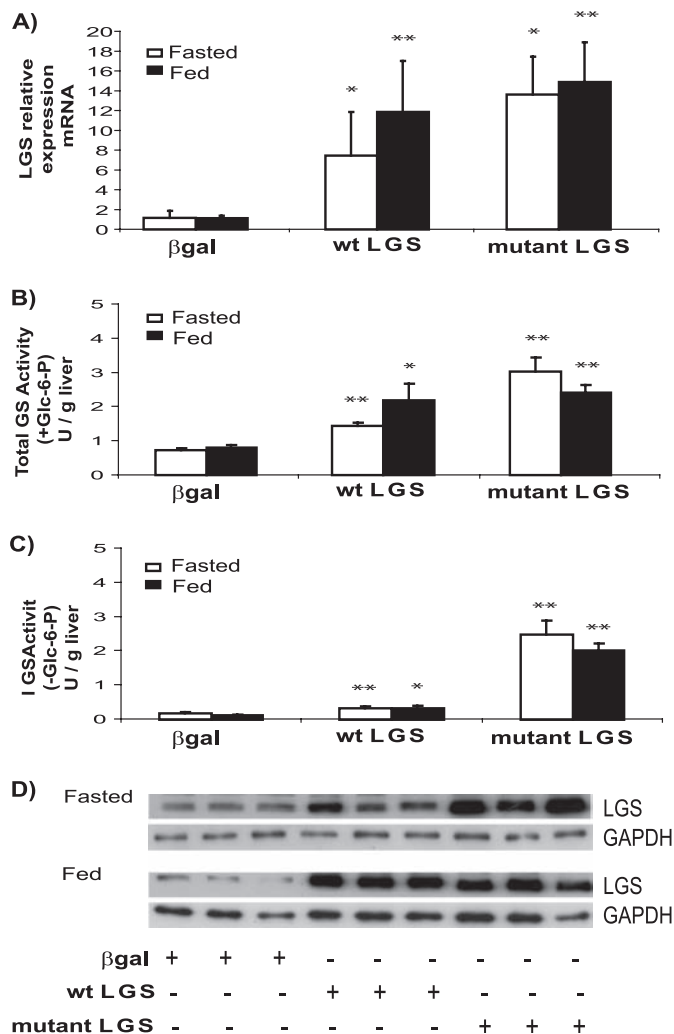 A)
LGS relative
expression
mRNA
20
18
16
14
12
10
8
6
4
2
0
Fasted
Fed
* ** * **
βgal wt LGS mutant LGS
B)
Total GS Activity
(+Glc-6-P)
U / g liver
5
4
3
2
1
0
Fasted
Fed
** * ** **
βgal wt LGS mutant LGS
C)
I GSActivit
(-Glc-6-P)
U / g liver
5
4
3
2
1
0
Fasted
Fed
** * ** **
βgal wt LGS mutant LGS
D)
Fasted LGS
GAPDH
Fed LGS
GAPDH
βgal + + + - - - - - -
wt LGS - - - + + + - - -
mutant LGS - - - - - - + + +